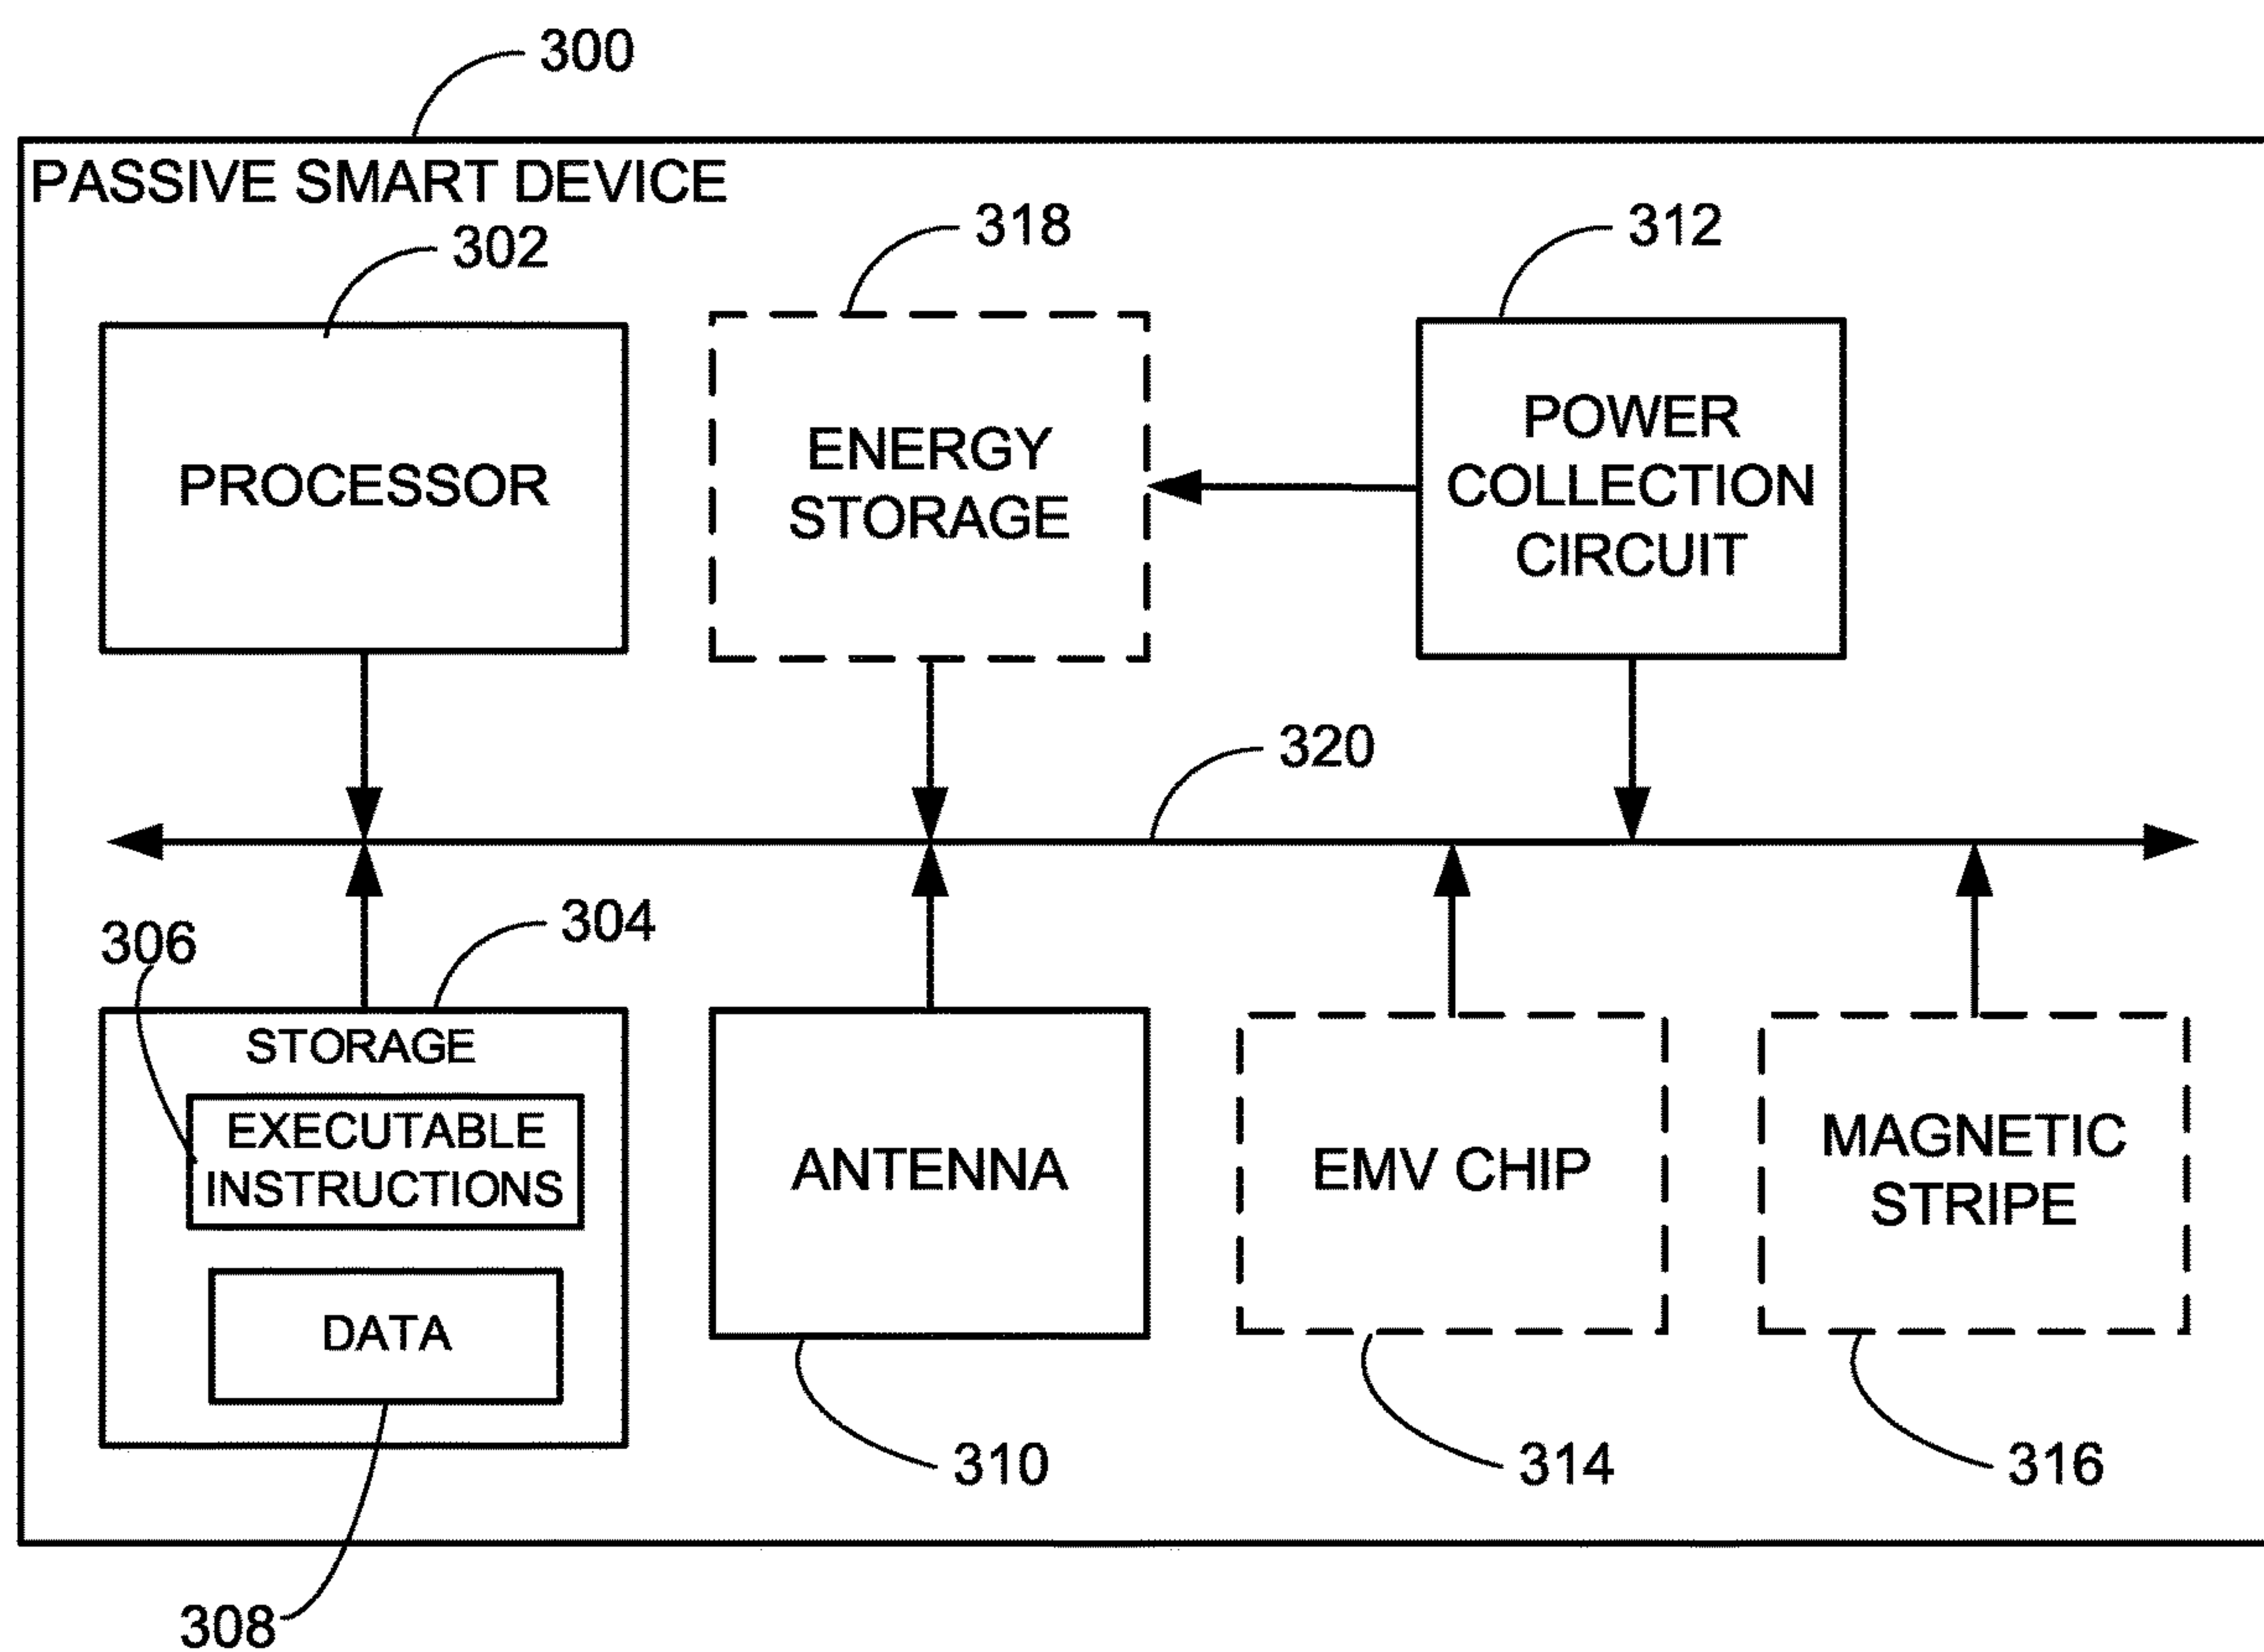 300
PASSIVE SMART DEVICE
302
318
312
PROCESSOR
ENERGY
STORAGE
POWER
COLLECTION
CIRCUIT
320
306
304
STORAGE
EXECUTABLE
INSTRUCTIONS
DATA
ANTENNA
EMV CHIP
MAGNETIC
STRIPE
310
314
316
308